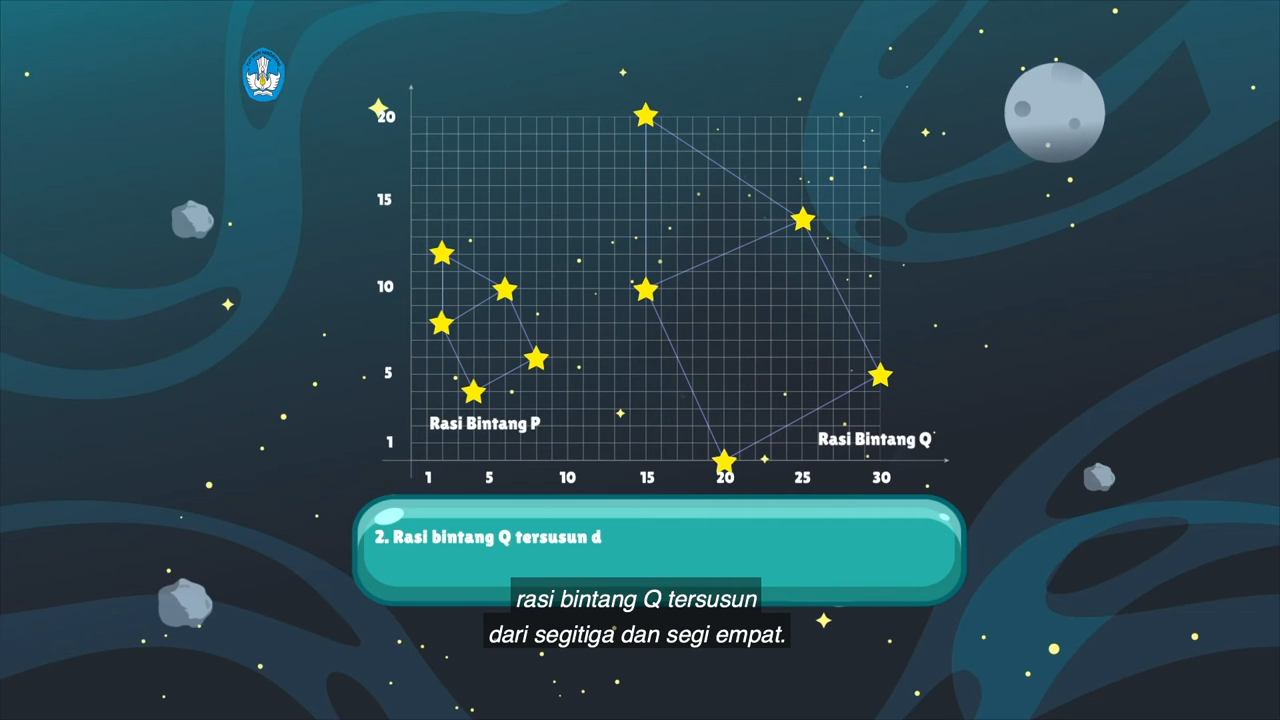 20
15
10
5
1
Rasi Bintang P
Rasi Bintang Q
1 5 10 15 20 25 30
2. Rasi bintang Q tersusun d
rasi bintang Q tersusun
dari segitiga dan segi empat.